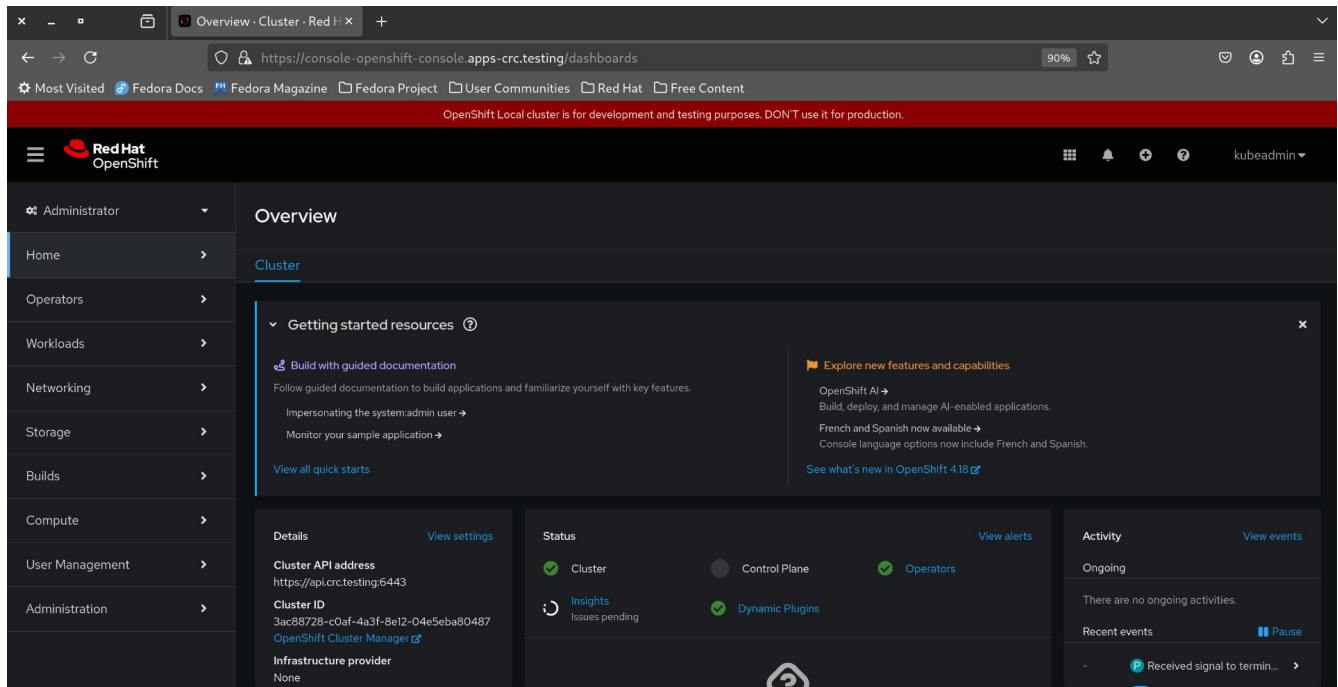 Overview · Cluster · Red H
https://console-openshift-console.apps-crc.testing/dashboards
90%
Most Visited Fedora Docs Fedora Magazine Fedora Project User Communities Red Hat Free Content
OpenShift Local cluster is for development and testing purposes. DON'T use it for production.
Red Hat
OpenShift
kubeadmin
Administrator
Home
Operators
Workloads
Networking
Storage
Builds
Compute
User Management
Administration
Overview
Cluster
Getting started resources
Build with guided documentation
Follow guided documentation to build applications and familiarize yourself with key features.
Impersonating the system:admin user
Monitor your sample application
View all quick starts
Explore new features and capabilities
OpenShift AI
Build, deploy, and manage AI-enabled applications.
French and Spanish now available
Console language options now include French and Spanish.
See what's new in OpenShift 4.18
Details View settings
Cluster API address
https://api.crc.testing:6443
Cluster ID
3ac88728-c0af-4a3f-8e12-04e5eba80487
OpenShift Cluster Manager
Infrastructure provider
None
Status View alerts
Cluster Control Plane Operators
Insights
Issues pending
Dynamic Plugins
Activity View events
Ongoing
There are no ongoing activities.
Recent events Pause
- P Received signal to termin...